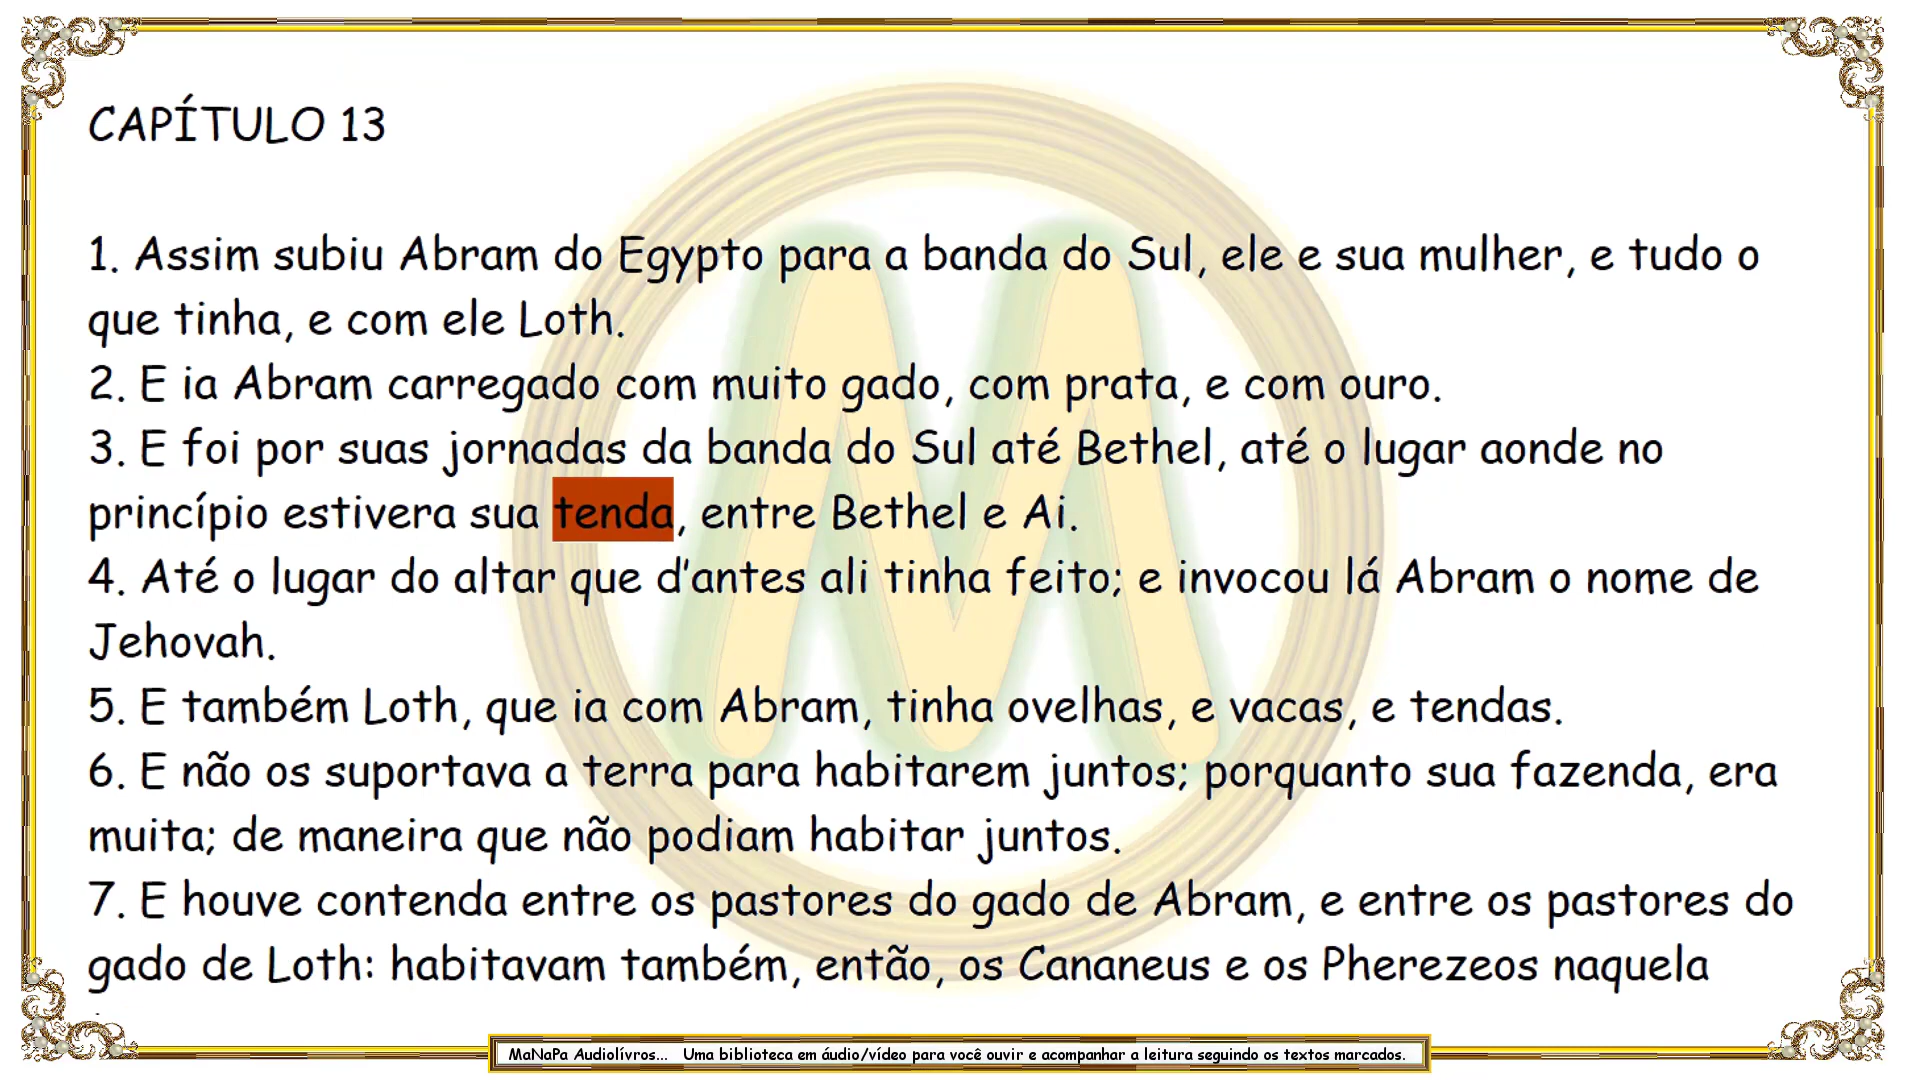 CAPÍTULO 13
1. Assim subiu Abram do Egypto para a banda do Sul, ele e sua mulher, e tudo o
que tinha, e com ele Loth.
2. E ia Abram carregado com muito gado, com prata, e com ouro.
3. E foi por suas jornadas da banda do Sul até Bethel, até o lugar aonde no
princípio estivera sua tenda, entre Bethel e Ai.
4. Até o lugar do altar que d’antes ali tinha feito; e invocou lá Abram o nome de
Jehovah.
5. E também Loth, que ia com Abram, tinha ovelhas, e vacas, e tendas.
6. E não os suportava a terra para habitarem juntos; porquanto sua fazenda, era
muita; de maneira que não podiam habitar juntos.
7. E houve contenda entre os pastores do gado de Abram, e entre os pastores do
gado de Loth: habitavam também, então, os Cananeus e os Pherezeos naquela
MaNaPa Audiolívros... Uma biblioteca em áudio/vídeo para você ouvir e acompanhar a leitura seguindo os textos marcados.